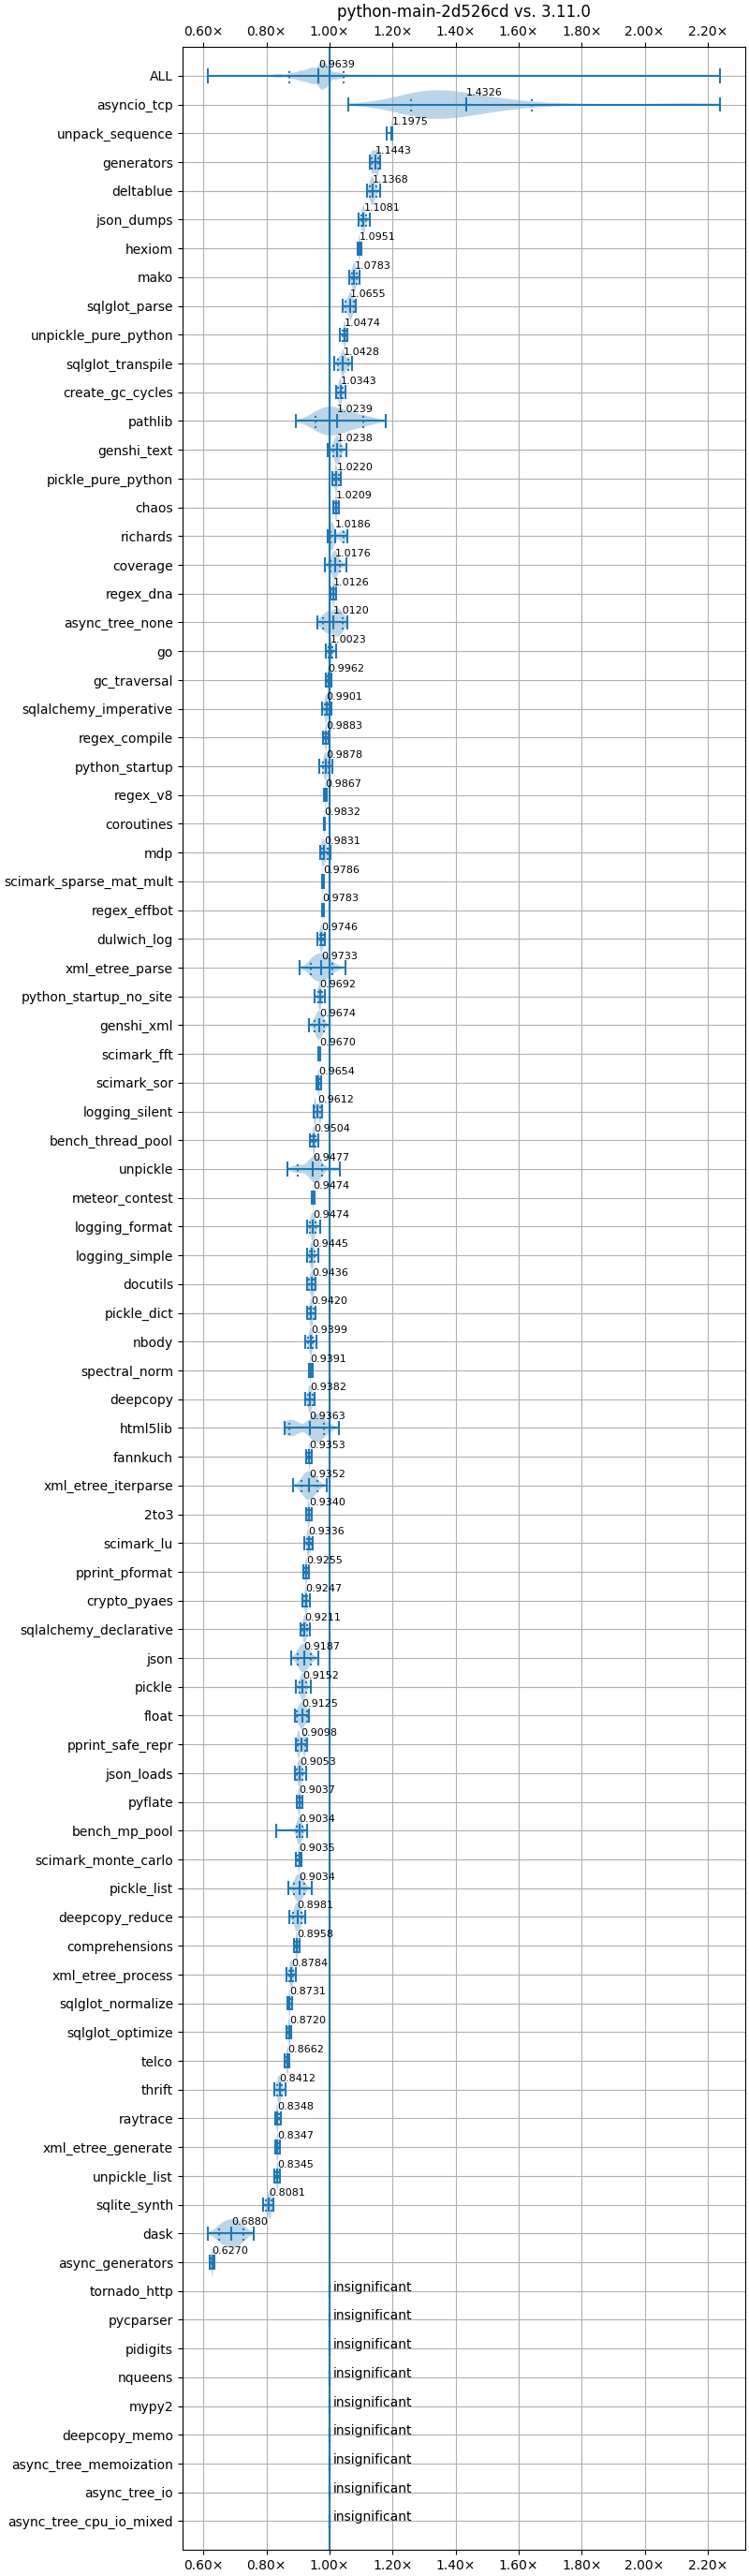 python-main-2d526cd vs. 3.11.0
0.60× 0.80× 1.00× 1.20× 1.40× 1.60× 1.80× 2.00× 2.20×
ALL 0.9639
asyncio_tcp 1.4326
unpack_sequence 1.1975
generators 1.1443
deltablue 1.1368
json_dumps 1.1081
hexiom 1.0951
mako 1.0783
sqlglot_parse 1.0655
unpickle_pure_python 1.0474
sqlglot_transpile 1.0428
create_gc_cycles 1.0343
pathlib 1.0239
genshi_text 1.0238
pickle_pure_python 1.0220
chaos 1.0209
richards 1.0186
coverage 1.0176
regex_dna 1.0126
async_tree_none 1.0120
go 1.0023
gc_traversal 0.9962
sqlalchemy_imperative 0.9901
regex_compile 0.9883
python_startup 0.9878
regex_v8 0.9867
coroutines 0.9832
mdp 0.9831
scimark_sparse_mat_mult 0.9786
regex_effbot 0.9783
dulwich_log 0.9746
xml_etree_parse 0.9733
python_startup_no_site 0.9692
genshi_xml 0.9674
scimark_fft 0.9670
scimark_sor 0.9654
logging_silent 0.9612
bench_thread_pool 0.9504
unpickle 0.9477
meteor_contest 0.9474
logging_format 0.9474
logging_simple 0.9445
docutils 0.9436
pickle_dict 0.9420
nbody 0.9399
spectral_norm 0.9391
deepcopy 0.9382
html5lib 0.9363
fannkuch 0.9353
xml_etree_iterparse 0.9352
2to3 0.9340
scimark_lu 0.9336
pprint_pformat 0.9255
crypto_pyaes 0.9247
sqlalchemy_declarative 0.9211
json 0.9187
pickle 0.9152
float 0.9125
pprint_safe_repr 0.9098
json_loads 0.9053
pyflate 0.9037
bench_mp_pool 0.9034
scimark_monte_carlo 0.9035
pickle_list 0.9034
deepcopy_reduce 0.8981
comprehensions 0.8958
xml_etree_process 0.8784
sqlglot_normalize 0.8731
sqlglot_optimize 0.8720
telco 0.8662
thrift 0.8412
raytrace 0.8348
xml_etree_generate 0.8347
unpickle_list 0.8345
sqlite_synth 0.8081
dask 0.6880
async_generators 0.6270
tornado_http insignificant
pycparser insignificant
pidigits insignificant
nqueens insignificant
mypy2 insignificant
deepcopy_memo insignificant
async_tree_memoization insignificant
async_tree_io insignificant
async_tree_cpu_io_mixed insignificant
0.60× 0.80× 1.00× 1.20× 1.40× 1.60× 1.80× 2.00× 2.20×